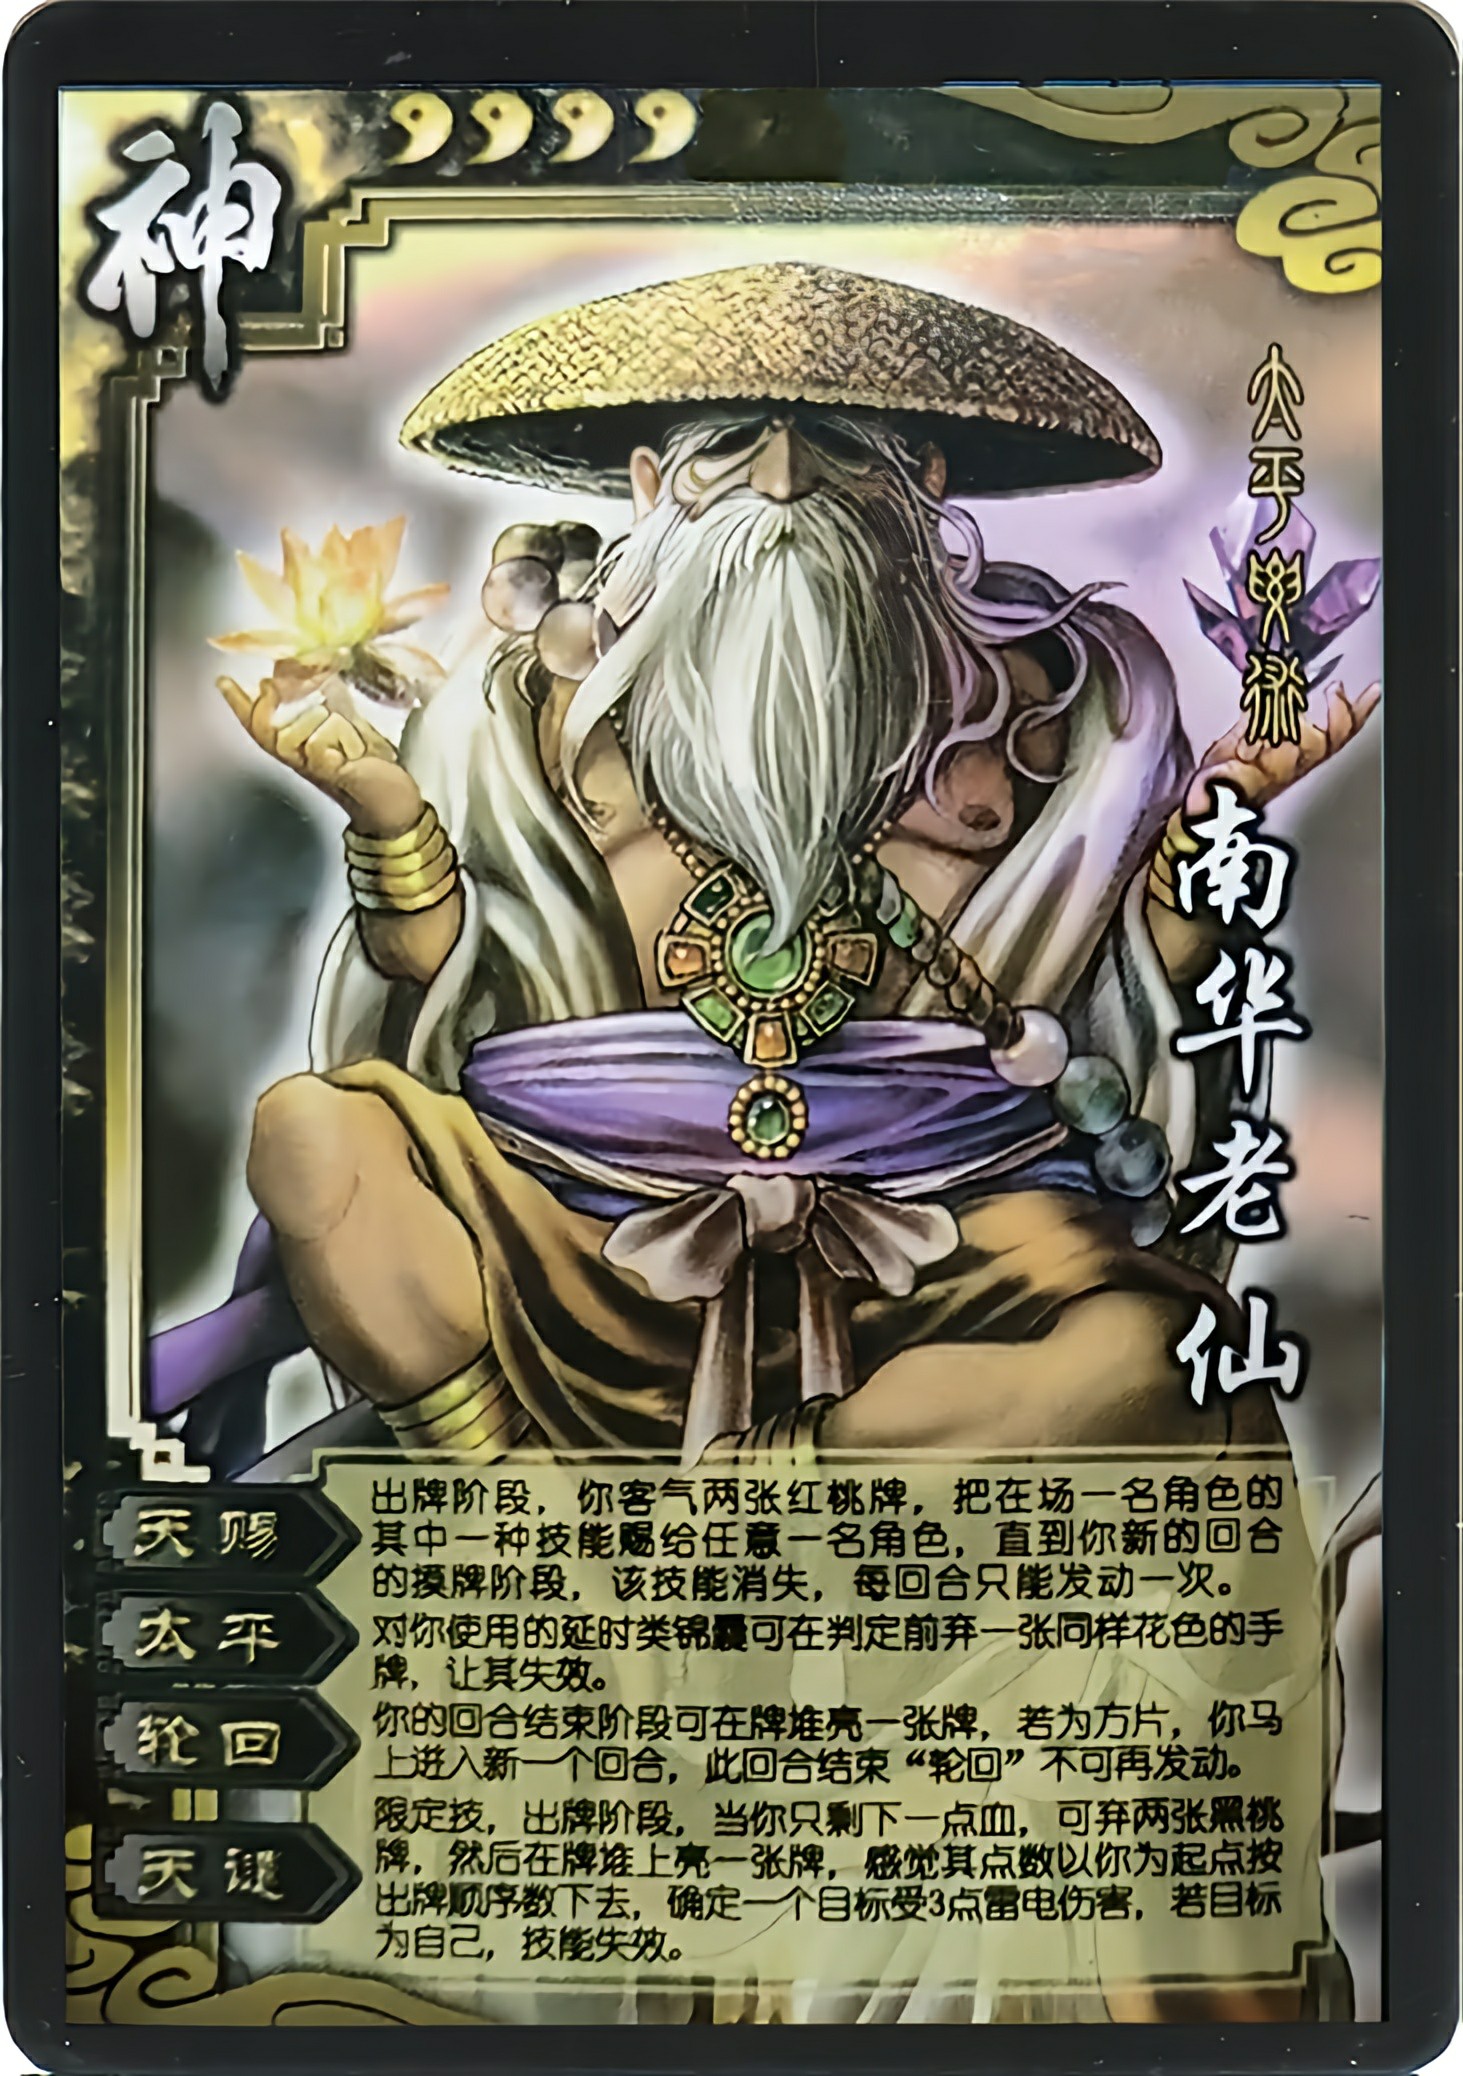 神
太平要术
南华老仙
天赐
出牌阶段，你客气两张红桃牌，把在场一名角色的
其中一种技能赐给任意一名角色，直到你新的回合
的摸牌阶段，该技能消失，每回合只能发动一次。
太平
对你使用的延时类锦囊可在判定前弃一张同样花色的手
牌，让其失效。
轮回
你的回合结束阶段可在牌堆亮一张牌，若为方片，你马
上进入新一个回合，此回合结束“轮回”不可再发动。
天谴
限定技，出牌阶段，当你只剩下一点血，可弃两张黑桃
牌，然后在牌堆上亮一张牌，感觉其点数以你为起点按
出牌顺序数下去，确定一个目标受3点雷电伤害，若目标
为自己，技能失效。